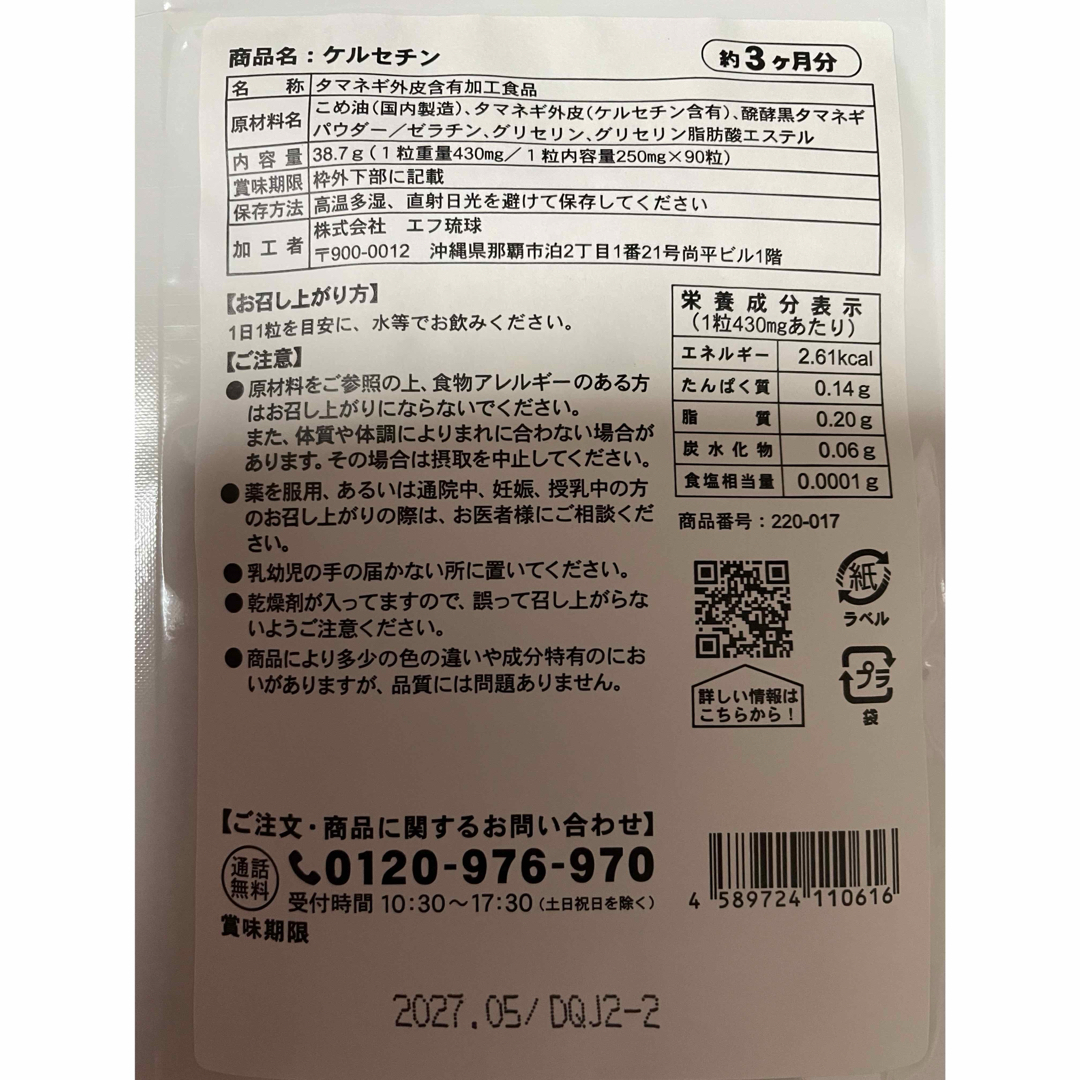 商品名：ケルセチン
約3ヶ月分
名称 タマネギ外皮含有加工食品
原材料名 こめ油（国内製造）、タマネギ外皮（ケルセチン含有）、醗酵黒タマネギ
パウダー／ゼラチン、グリセリン、グリセリン脂肪酸エステル
内容量 38.7g（1粒重量430mg／1粒内容量250mg×90粒）
賞味期限 枠外下部に記載
保存方法 高温多湿、直射日光を避けて保存してください
加工者 株式会社 エフ琉球
〒900-0012 沖縄県那覇市泊2丁目1番21号尚平ビル1階
【お召し上がり方】
1日1粒を目安に、水等でお飲みください。
【ご注意】
●原材料をご参照の上、食物アレルギーのある方
はお召し上がりにならないでください。
また、体質や体調によりまれに合わない場合が
あります。その場合は摂取を中止してください。
●薬を服用、あるいは通院中、妊娠、授乳中の方
のお召し上がりの際は、お医者様にご相談くだ
さい。
●乳幼児の手の届かない所に置いてください。
●乾燥剤が入ってますので、誤って召し上がらな
いようご注意ください。
●商品により多少の色の違いや成分特有のにお
いがありますが、品質には問題ありません。
栄養成分表示
（1粒430mgあたり）
エネルギー 2.61kcal
たんぱく質 0.14g
脂質 0.20g
炭水化物 0.06g
食塩相当量 0.0001g
商品番号：220-017
紙
ラベル
プラ
袋
詳しい情報は
こちらから！
【ご注文・商品に関するお問い合わせ】
通話
無料
0120-976-970
受付時間 10:30～17:30（土日祝日を除く）
4 589724 110616
賞味期限
2027.05/DQJ2-2